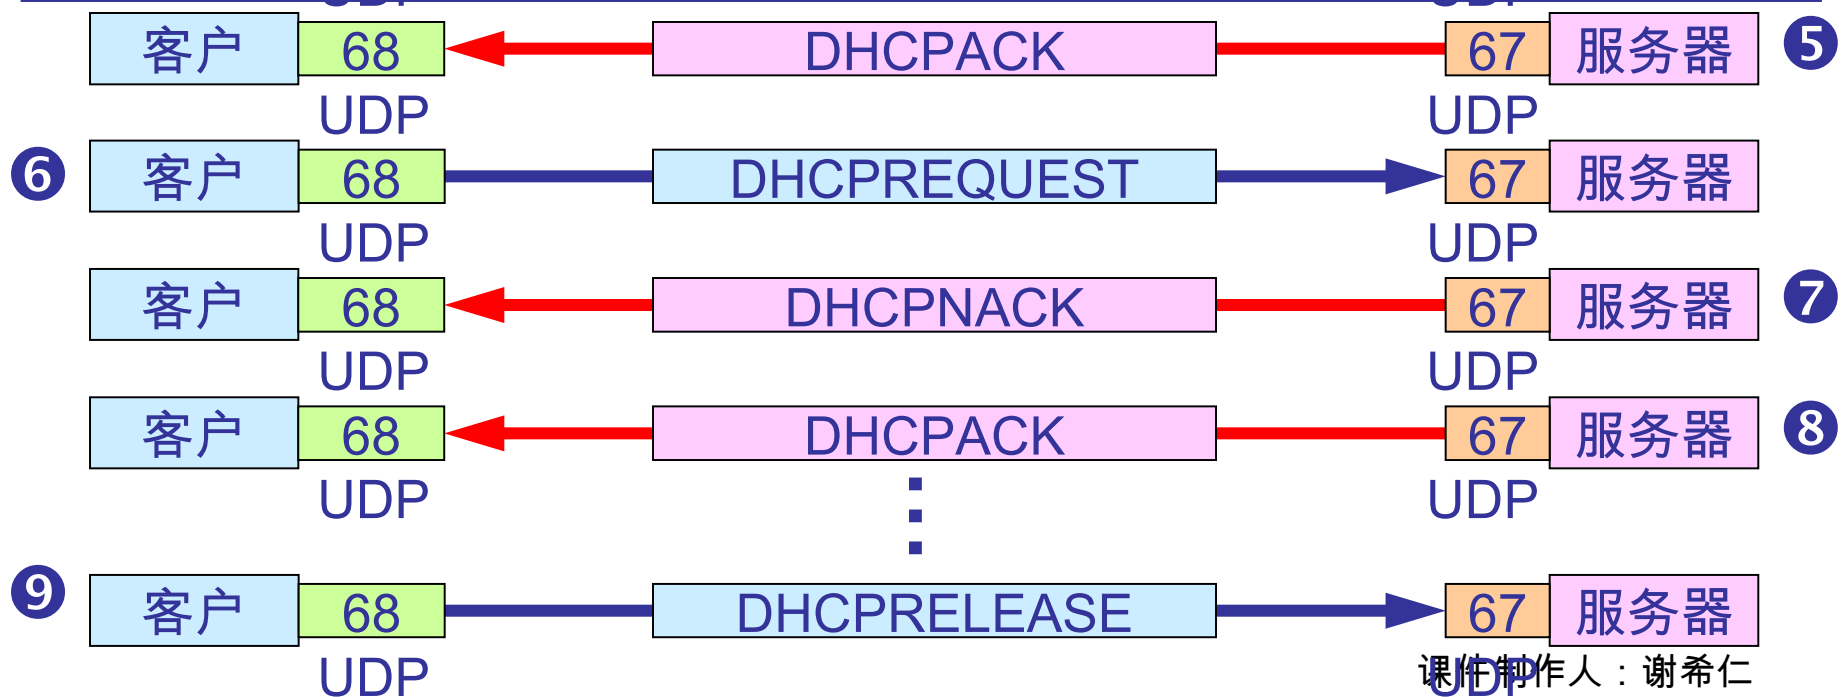 UDP UDP
客户 68 DHCPACK 67 服务器 5
UDP UDP
6 客户 68 DHCPREQUEST 67 服务器
UDP UDP
客户 68 DHCPNACK 67 服务器 7
UDP UDP
客户 68 DHCPACK 67 服务器 8
UDP UDP
9 客户 68 DHCPRELEASE 67 服务器
UDP UDP
课件制作人：谢希仁